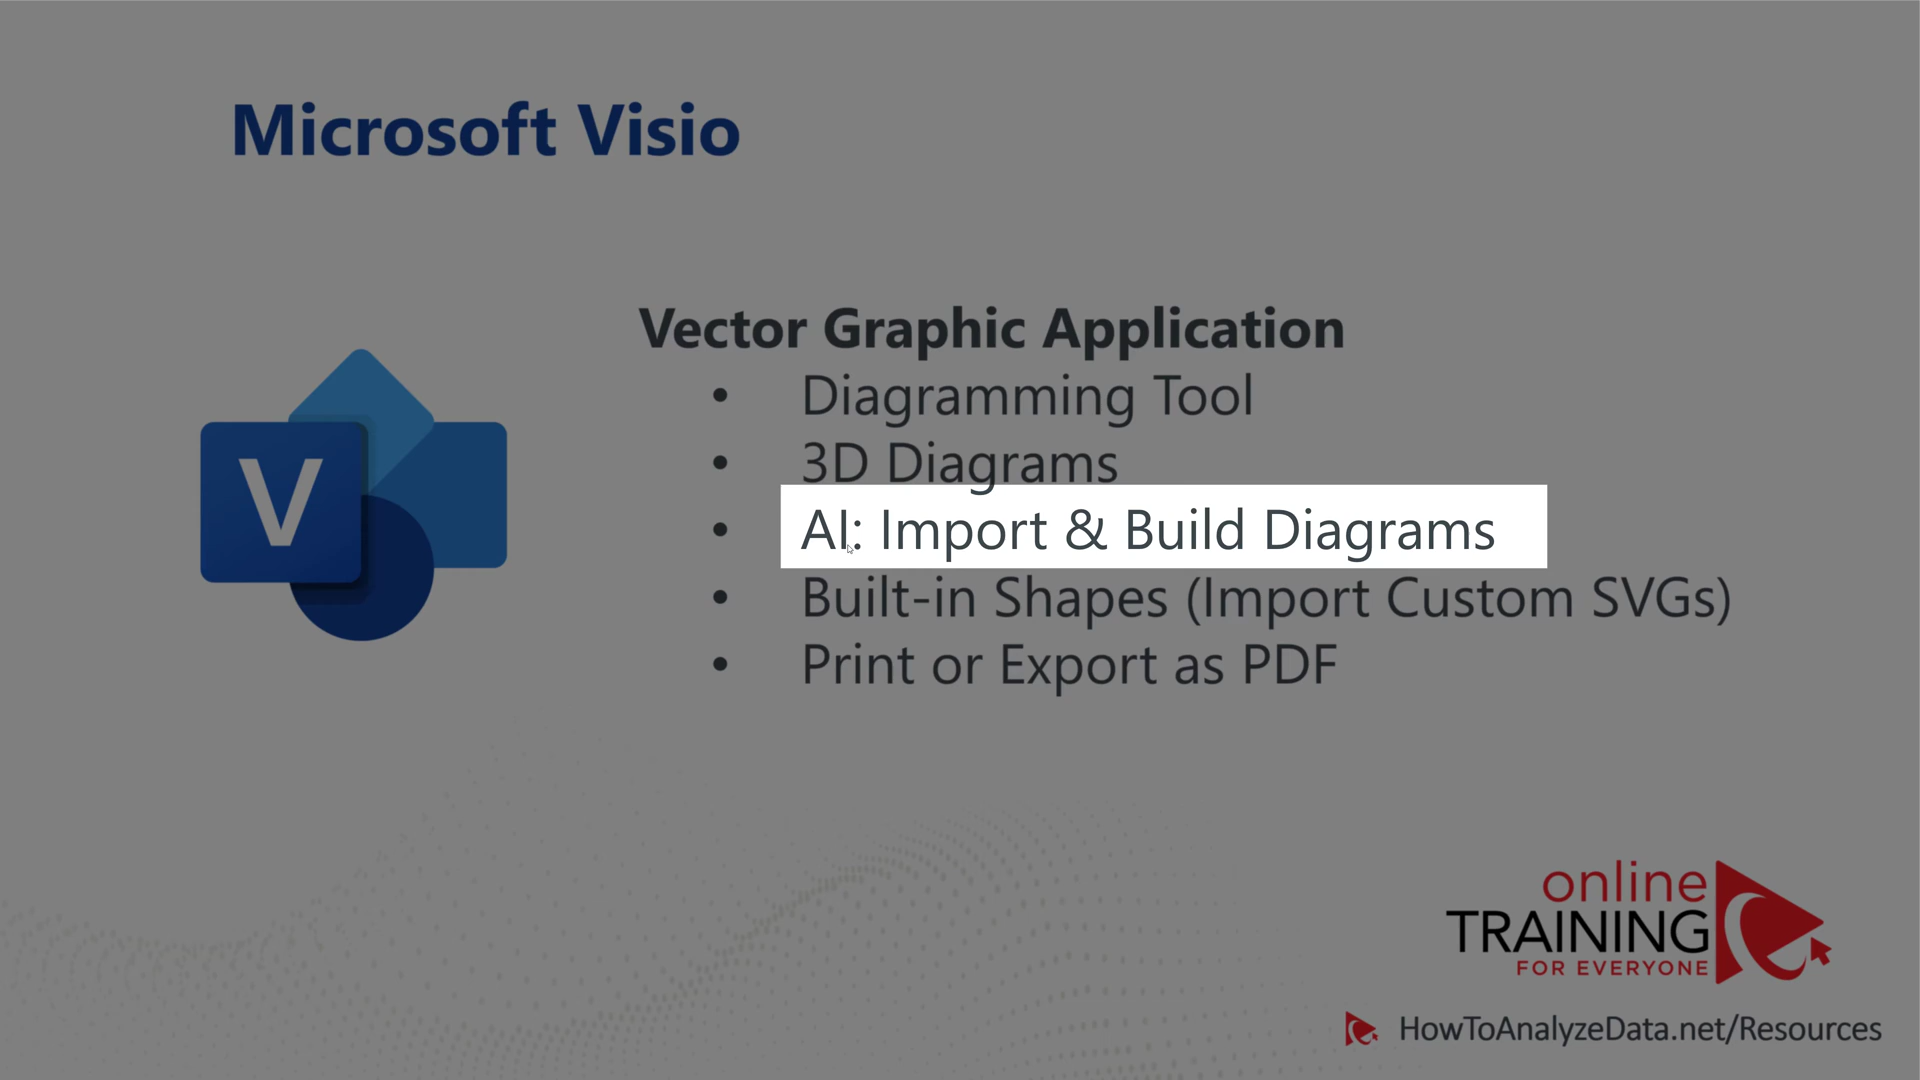 Microsoft Visio
Vector Graphic Application
• Diagramming Tool
• 3D Diagrams
• AI: Import & Build Diagrams
• Built-in Shapes (Import Custom SVGs)
• Print or Export as PDF
V
online
TRAINING
FOR EVERYONE
HowToAnalyzeData.net/Resources